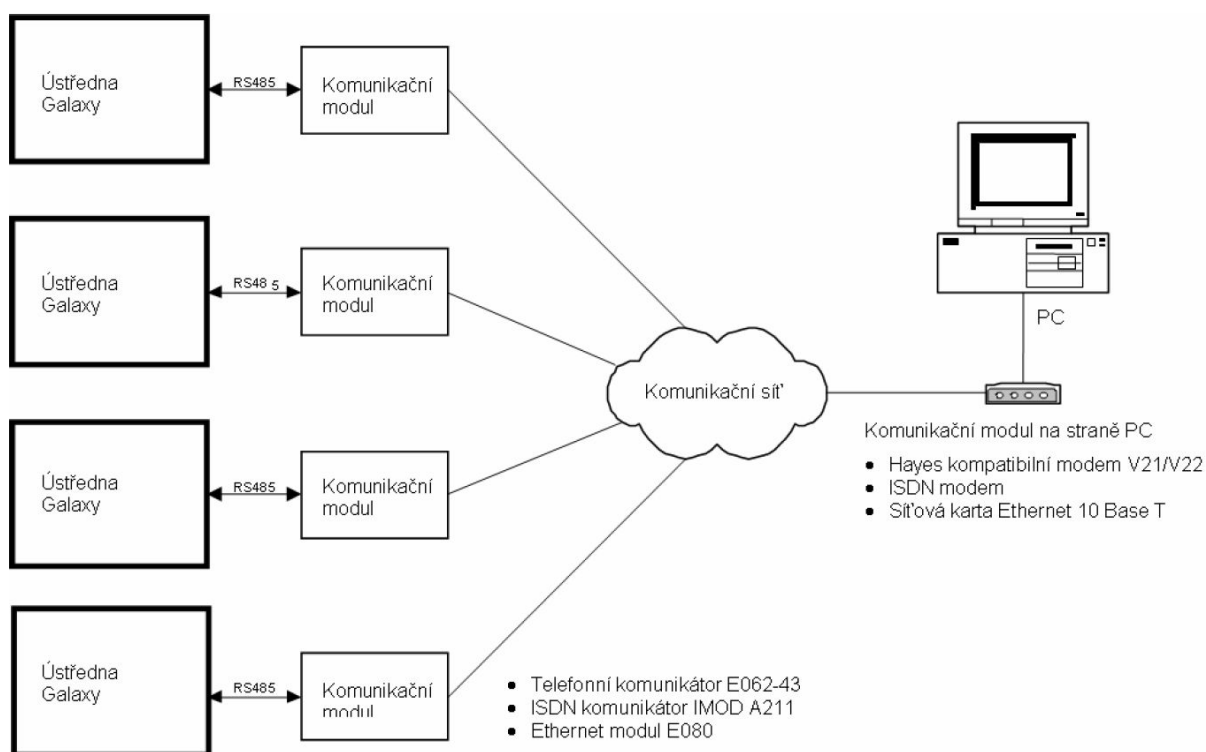 Ústředna
Galaxy
RS485
Komunikační
modul
Ústředna
Galaxy
RS48 5
Komunikační
modul
PC
Komunikační síť
Komunikační modul na straně PC
• Hayes kompatibilní modem V21/V22
• ISDN modem
• Síťová karta Ethernet 10 Base T
Ústředna
Galaxy
RS485
Komunikační
modul
Ústředna
Galaxy
RS485
Komunikační
modul
• Telefonní komunikátor E062-43
• ISDN komunikátor IMOD A211
• Ethernet modul E080